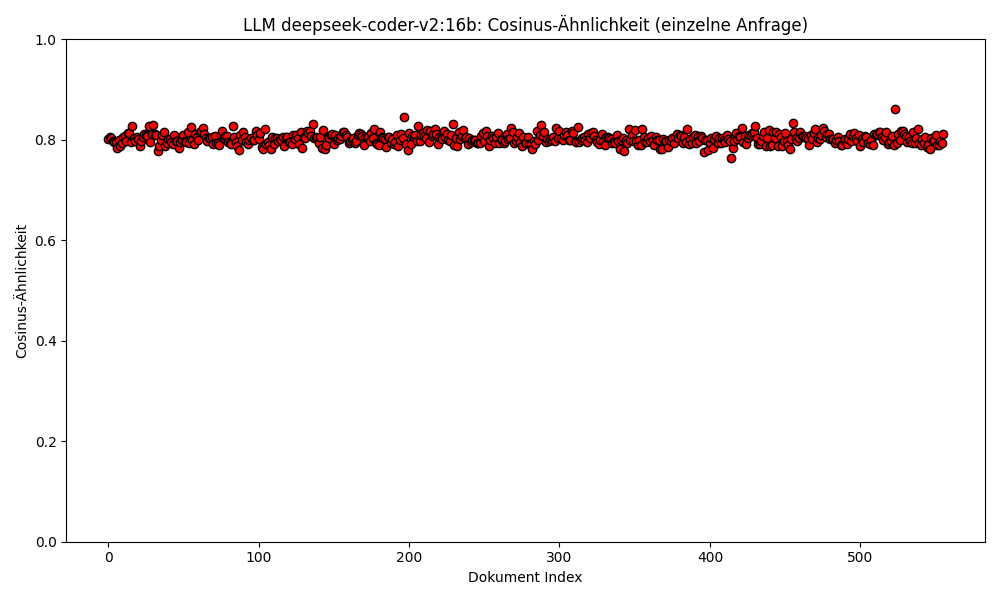 LLM deepseek-coder-v2:16b: Cosinus-Ähnlichkeit (einzelne Anfrage)
1.0
0.8
0.6
0.4
0.2
0.0
Cosinus-Ähnlichkeit
0 100 200 300 400 500
Dokument Index